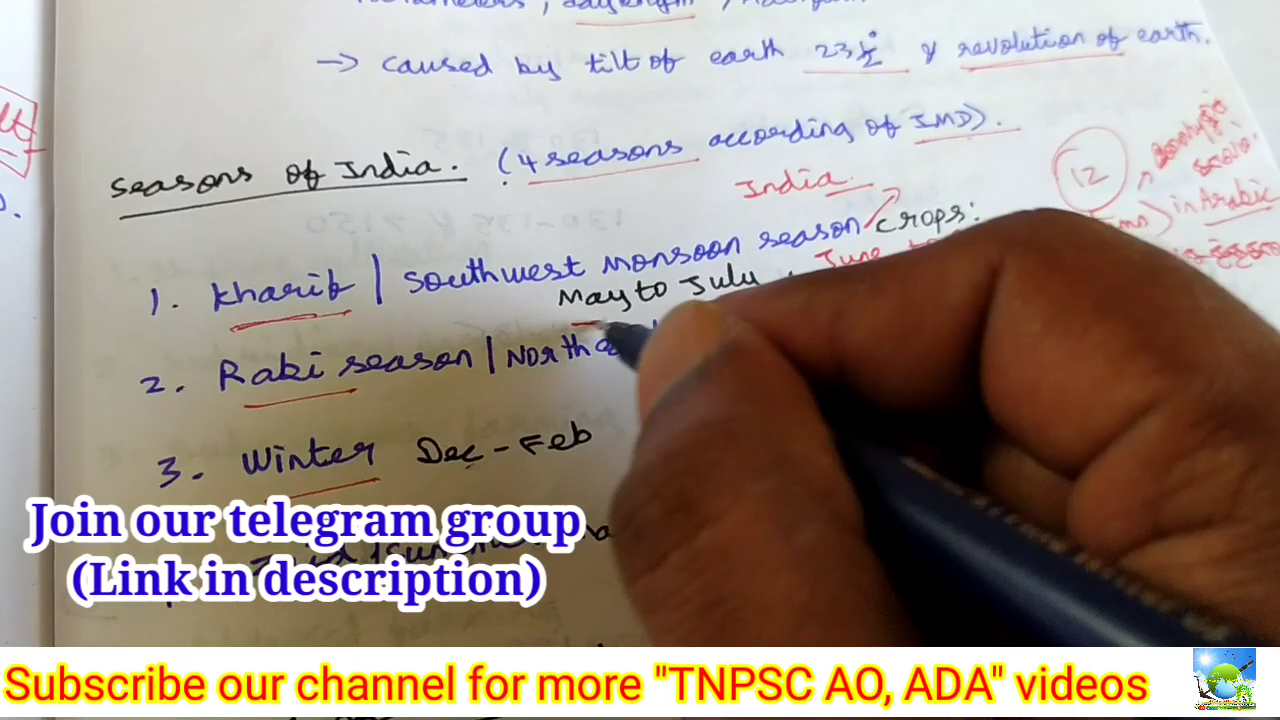 → caused by tilt of earth 23½° & revolution of earth.
Seasons of India. (4 seasons according of IMD).
India.
12
in Arabic
1. Kharif | Southwest Monsoon season crops:
May to July
June
2. Rabi season | North
3. Winter Dec - Feb
Join our telegram group
(Link in description)
Subscribe our channel for more "TNPSC AO, ADA" videos